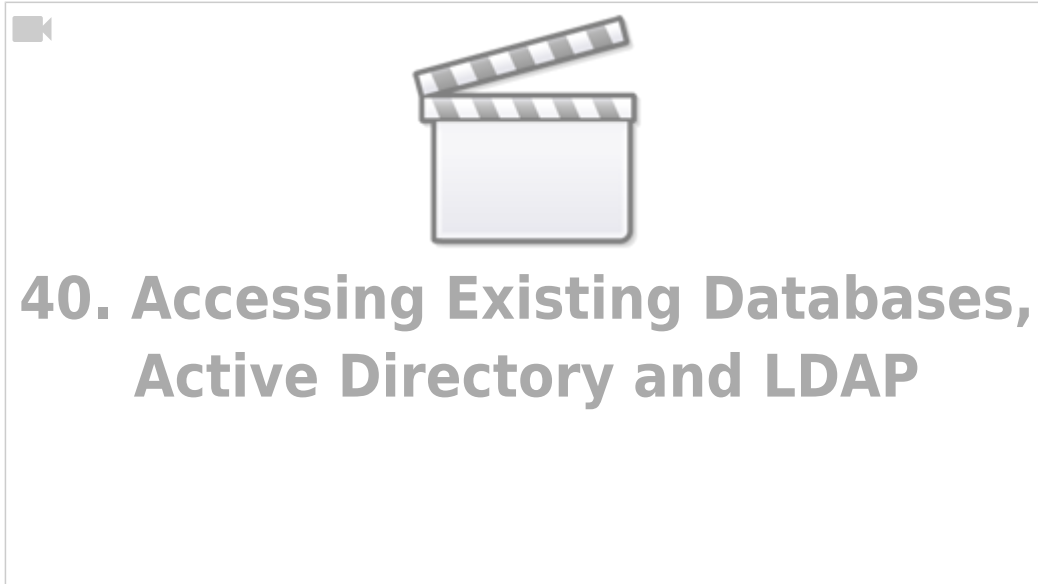 40. Accessing Existing Databases,
Active Directory and LDAP